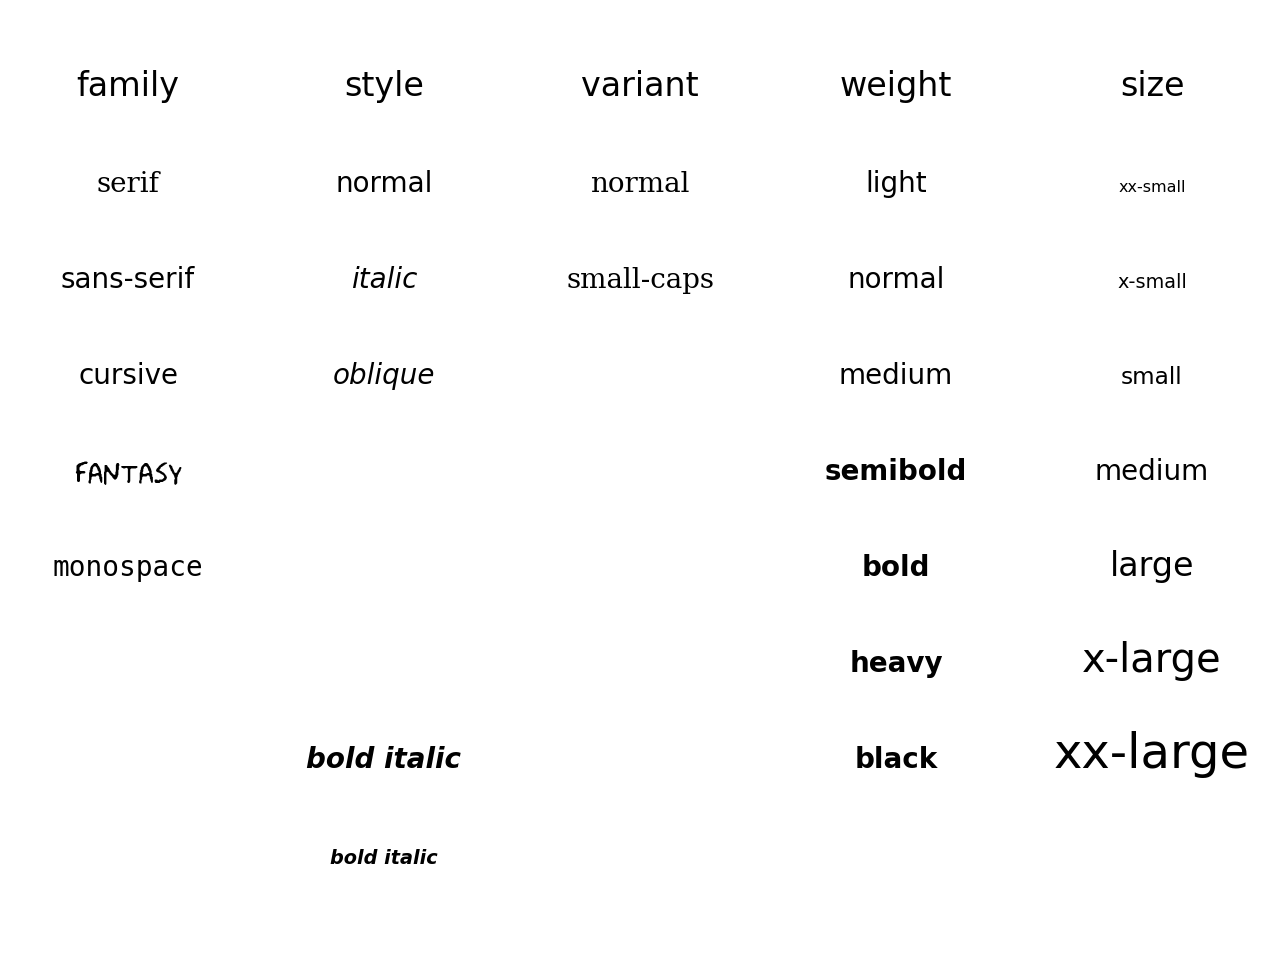 family style variant weight size
serif normal normal light xx-small
sans-serif italic small-caps normal x-small
cursive oblique medium small
FANTASY semibold medium
monospace bold large
heavy x-large
bold italic black xx-large
bold italic